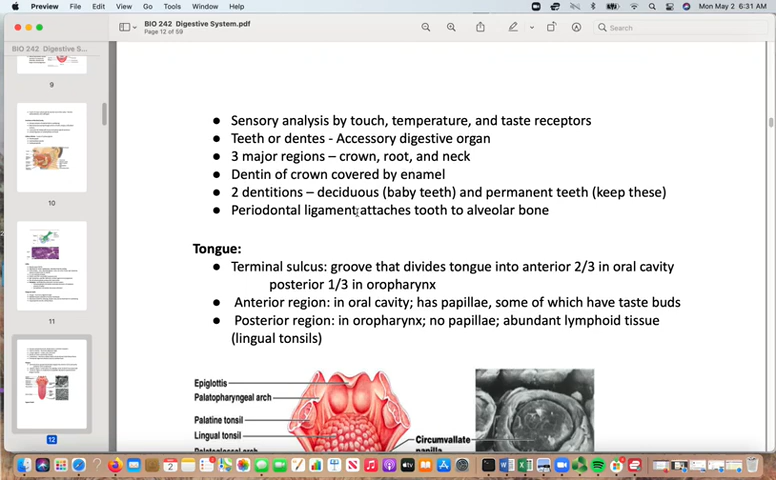 Preview File Edit View Go Tools Window Help
Mon May 2 6:31 AM
BIO 242 Digestive System.pdf
Page 12 of 59
Search
BIO 242 Digestive S...
9
10
11
12
● Sensory analysis by touch, temperature, and taste receptors
● Teeth or dentes - Accessory digestive organ
● 3 major regions – crown, root, and neck
● Dentin of crown covered by enamel
● 2 dentitions – deciduous (baby teeth) and permanent teeth (keep these)
● Periodontal ligament attaches tooth to alveolar bone
Tongue:
● Terminal sulcus: groove that divides tongue into anterior 2/3 in oral cavity
posterior 1/3 in oropharynx
● Anterior region: in oral cavity; has papillae, some of which have taste buds
● Posterior region: in oropharynx; no papillae; abundant lymphoid tissue
(lingual tonsils)
Epiglottis
Palatopharyngeal arch
Palatine tonsil
Lingual tonsil
Palatoglossal arch
Circumvallate
papilla